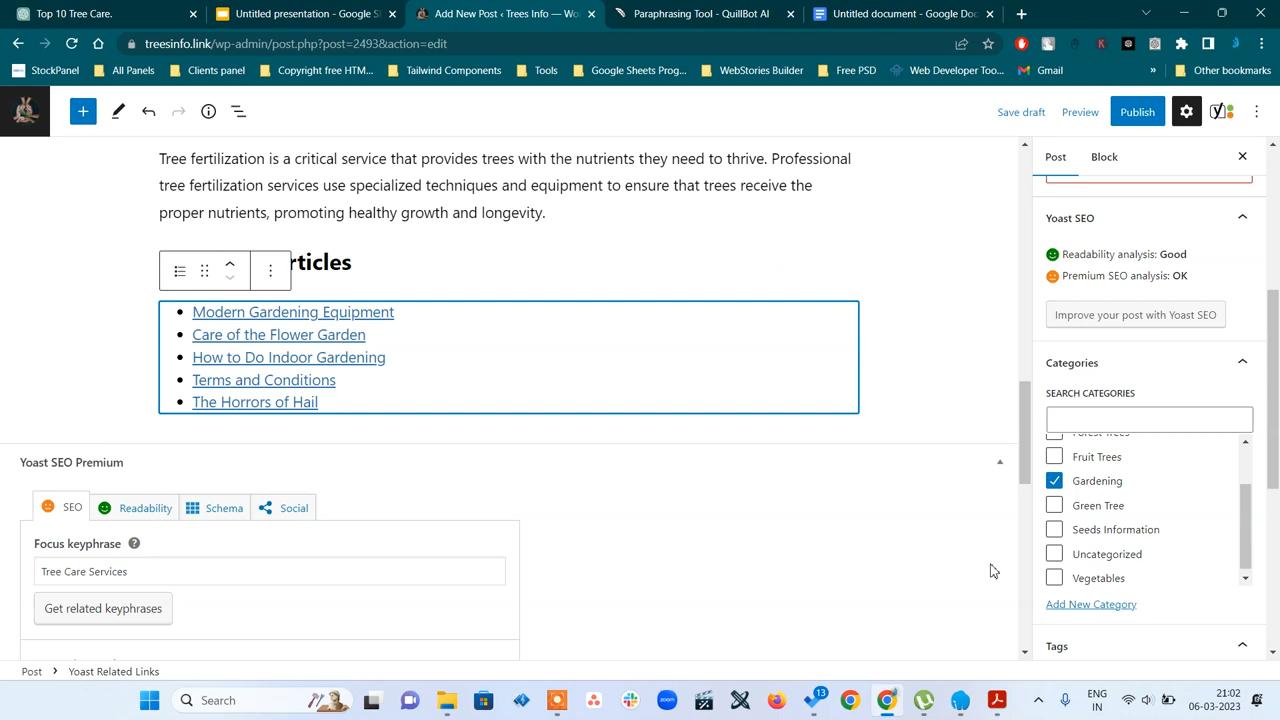 Top 10 Tree Care.
Untitled presentation - Google S
Add New Post ‹ Trees Info — Wo
Paraphrasing Tool - QuillBot AI
Untitled document - Google Doc
treesinfo.link/wp-admin/post.php?post=2493&action=edit
StockPanel
All Panels
Clients panel
Copyright free HTM...
Tailwind Components
Tools
Google Sheets Prog...
WebStories Builder
Free PSD
Web Developer Too...
Gmail
»
Other bookmarks
Save draft
Preview
Publish
Tree fertilization is a critical service that provides trees with the nutrients they need to thrive. Professional
tree fertilization services use specialized techniques and equipment to ensure that trees receive the
proper nutrients, promoting healthy growth and longevity.
rticles
• Modern Gardening Equipment
• Care of the Flower Garden
• How to Do Indoor Gardening
• Terms and Conditions
• The Horrors of Hail
Yoast SEO Premium
SEO
Readability
Schema
Social
Focus keyphrase
Tree Care Services
Get related keyphrases
Post
Block
Yoast SEO
Readability analysis: Good
Premium SEO analysis: OK
Improve your post with Yoast SEO
Categories
SEARCH CATEGORIES
Forest Trees
Fruit Trees
Gardening
Green Tree
Seeds Information
Uncategorized
Vegetables
Add New Category
Tags
Post
Yoast Related Links
Search
13
ENG
IN
21:02
06-03-2023